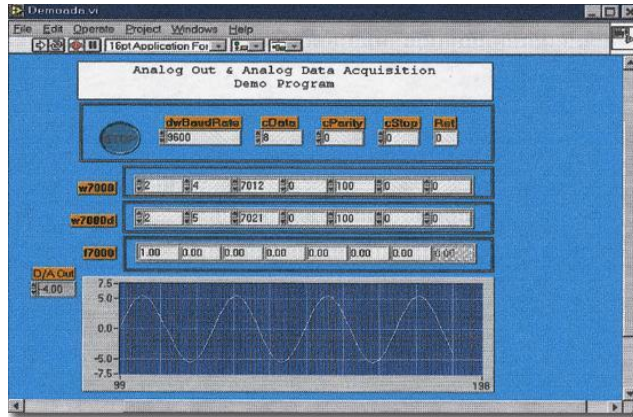 Demoadn.vi
File Edit Operate Project Windows Help
16pt Application For
Analog Out & Analog Data Acquisition
Demo Program
STOP
dwBaudRate cData cParity cStop Ret
9600 8 0 0 0
w7000 2 4 7012 0 100 0 0
w7000d 2 5 7021 0 100 0 0
f7000 1.00 0.00 0.00 0.00 0.00 0.00 0.00 0.00
D/A Out
-4.00
7.5
5.0
0.0
-5.0
-7.5
99 198